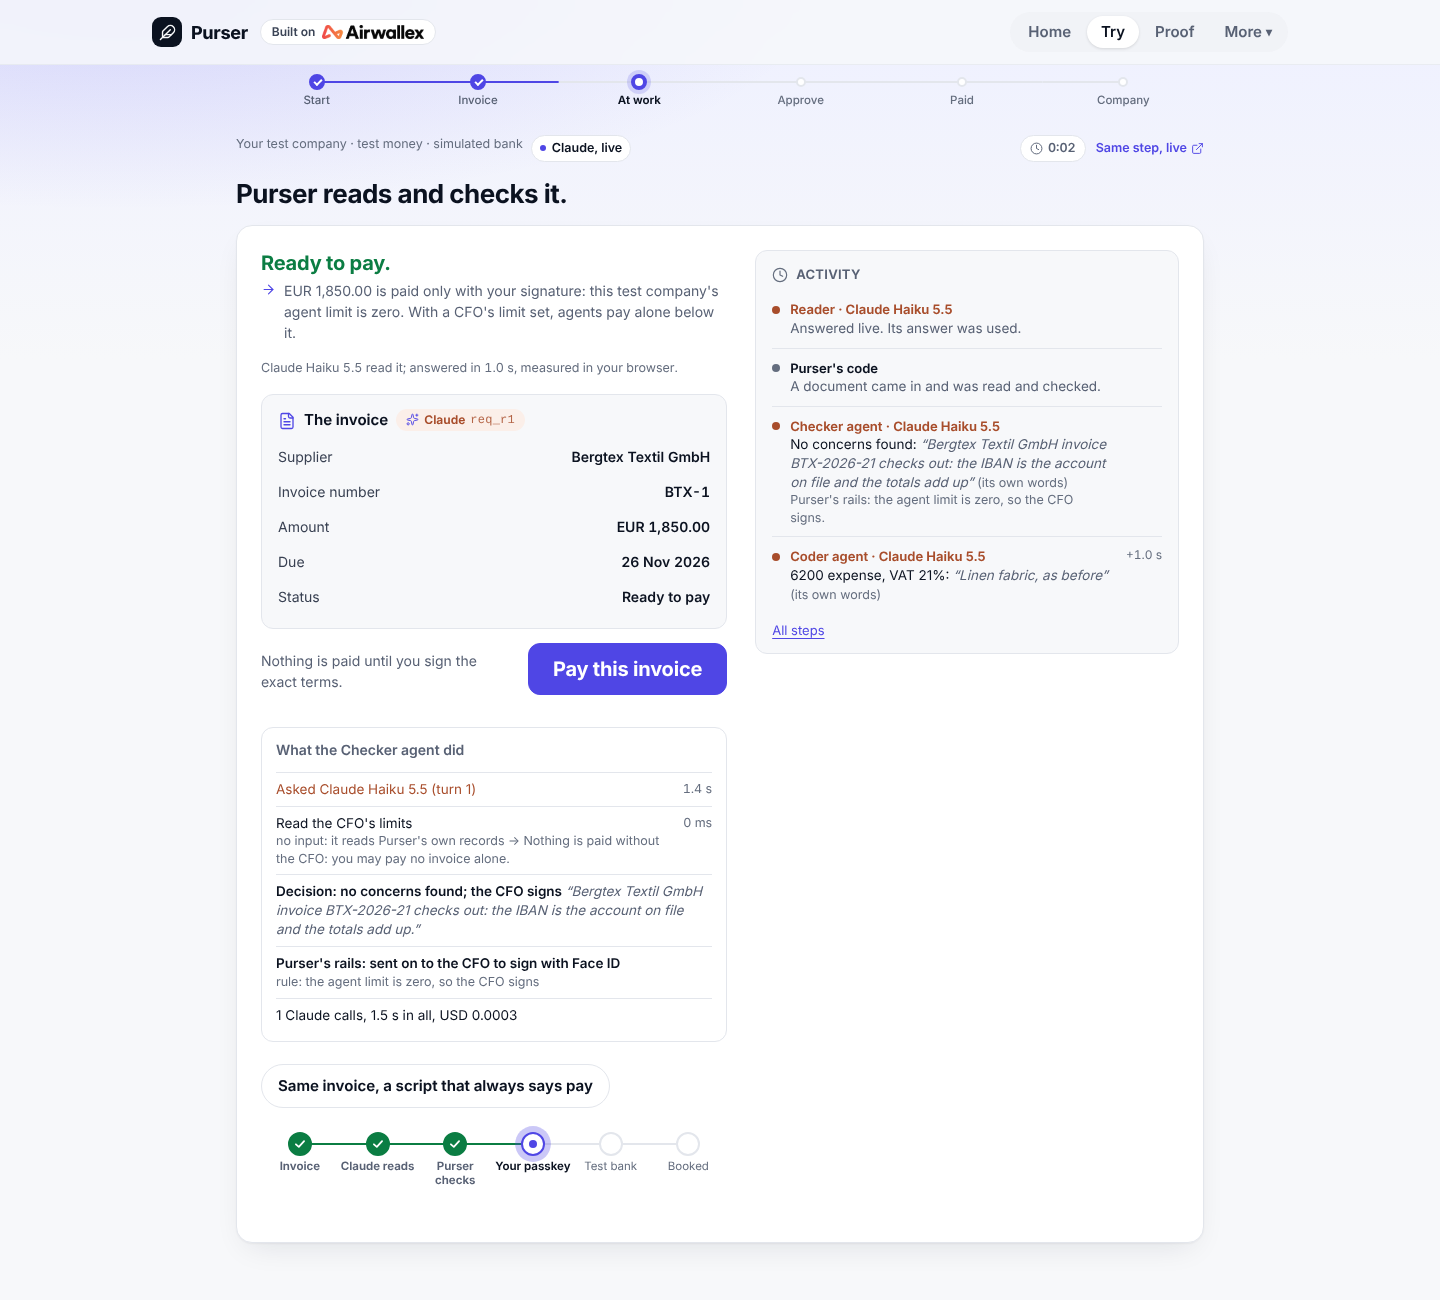 Purser
Built on Airwallex
Home
Try
Proof
More ▾
Start
Invoice
At work
Approve
Paid
Company
Your test company · test money · simulated bank
Claude, live
0:02
Same step, live
Purser reads and checks it.
Ready to pay.
→ EUR 1,850.00 is paid only with your signature: this test company's
agent limit is zero. With a CFO's limit set, agents pay alone below
it.
Claude Haiku 5.5 read it; answered in 1.0 s, measured in your browser.
The invoice
Claude req_r1
Supplier
Bergtex Textil GmbH
Invoice number
BTX-1
Amount
EUR 1,850.00
Due
26 Nov 2026
Status
Ready to pay
Nothing is paid until you sign the
exact terms.
Pay this invoice
What the Checker agent did
Asked Claude Haiku 5.5 (turn 1)
1.4 s
Read the CFO's limits
0 ms
no input: it reads Purser's own records → Nothing is paid without
the CFO: you may pay no invoice alone.
Decision: no concerns found; the CFO signs “Bergtex Textil GmbH
invoice BTX-2026-21 checks out: the IBAN is the account on file
and the totals add up.”
Purser's rails: sent on to the CFO to sign with Face ID
rule: the agent limit is zero, so the CFO signs
1 Claude calls, 1.5 s in all, USD 0.0003
Same invoice, a script that always says pay
Invoice
Claude reads
Purser
checks
Your passkey
Test bank
Booked
ACTIVITY
Reader · Claude Haiku 5.5
Answered live. Its answer was used.
Purser's code
A document came in and was read and checked.
Checker agent · Claude Haiku 5.5
No concerns found: “Bergtex Textil GmbH invoice
BTX-2026-21 checks out: the IBAN is the account
on file and the totals add up” (its own words)
Purser's rails: the agent limit is zero, so the CFO
signs.
Coder agent · Claude Haiku 5.5
+1.0 s
6200 expense, VAT 21%: “Linen fabric, as before”
(its own words)
All steps